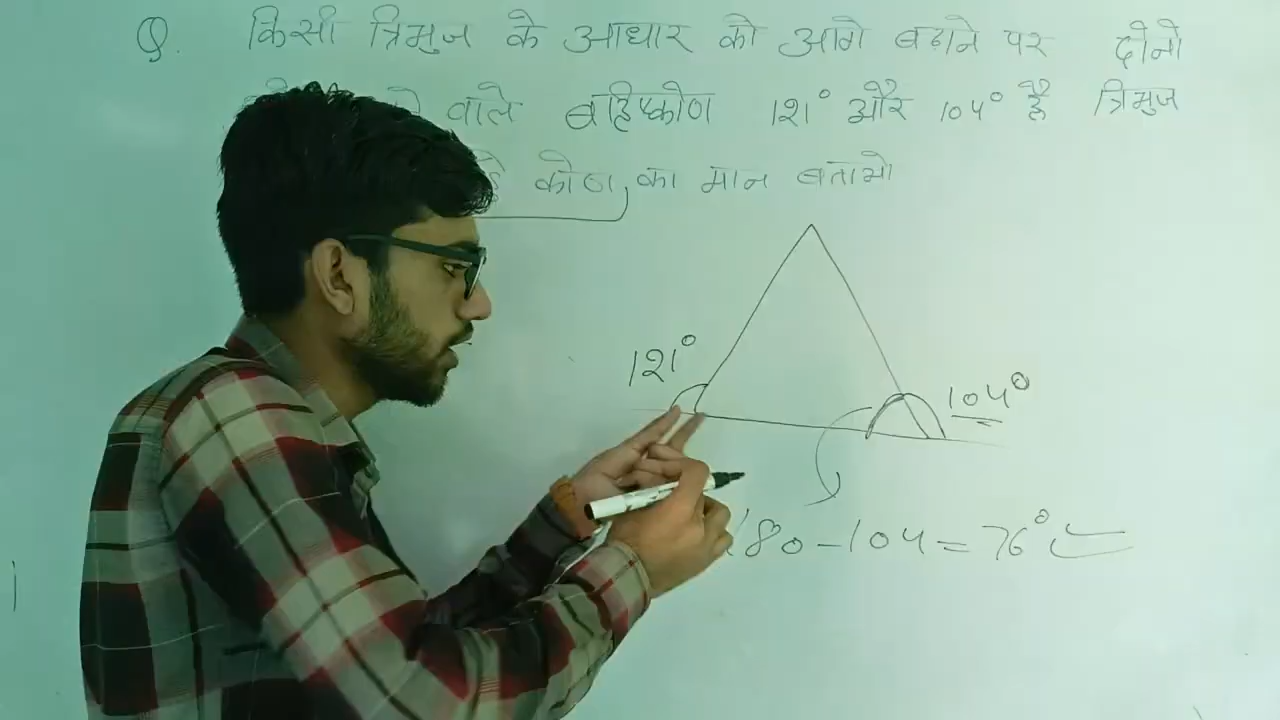 Q. किसी त्रिभुज के आधार को आगे बढ़ाने पर दोनो
वाले बहिष्कोण 121° और 104° है त्रिभुज
कोण का मान बताओ
121°
104°
180-104=76°